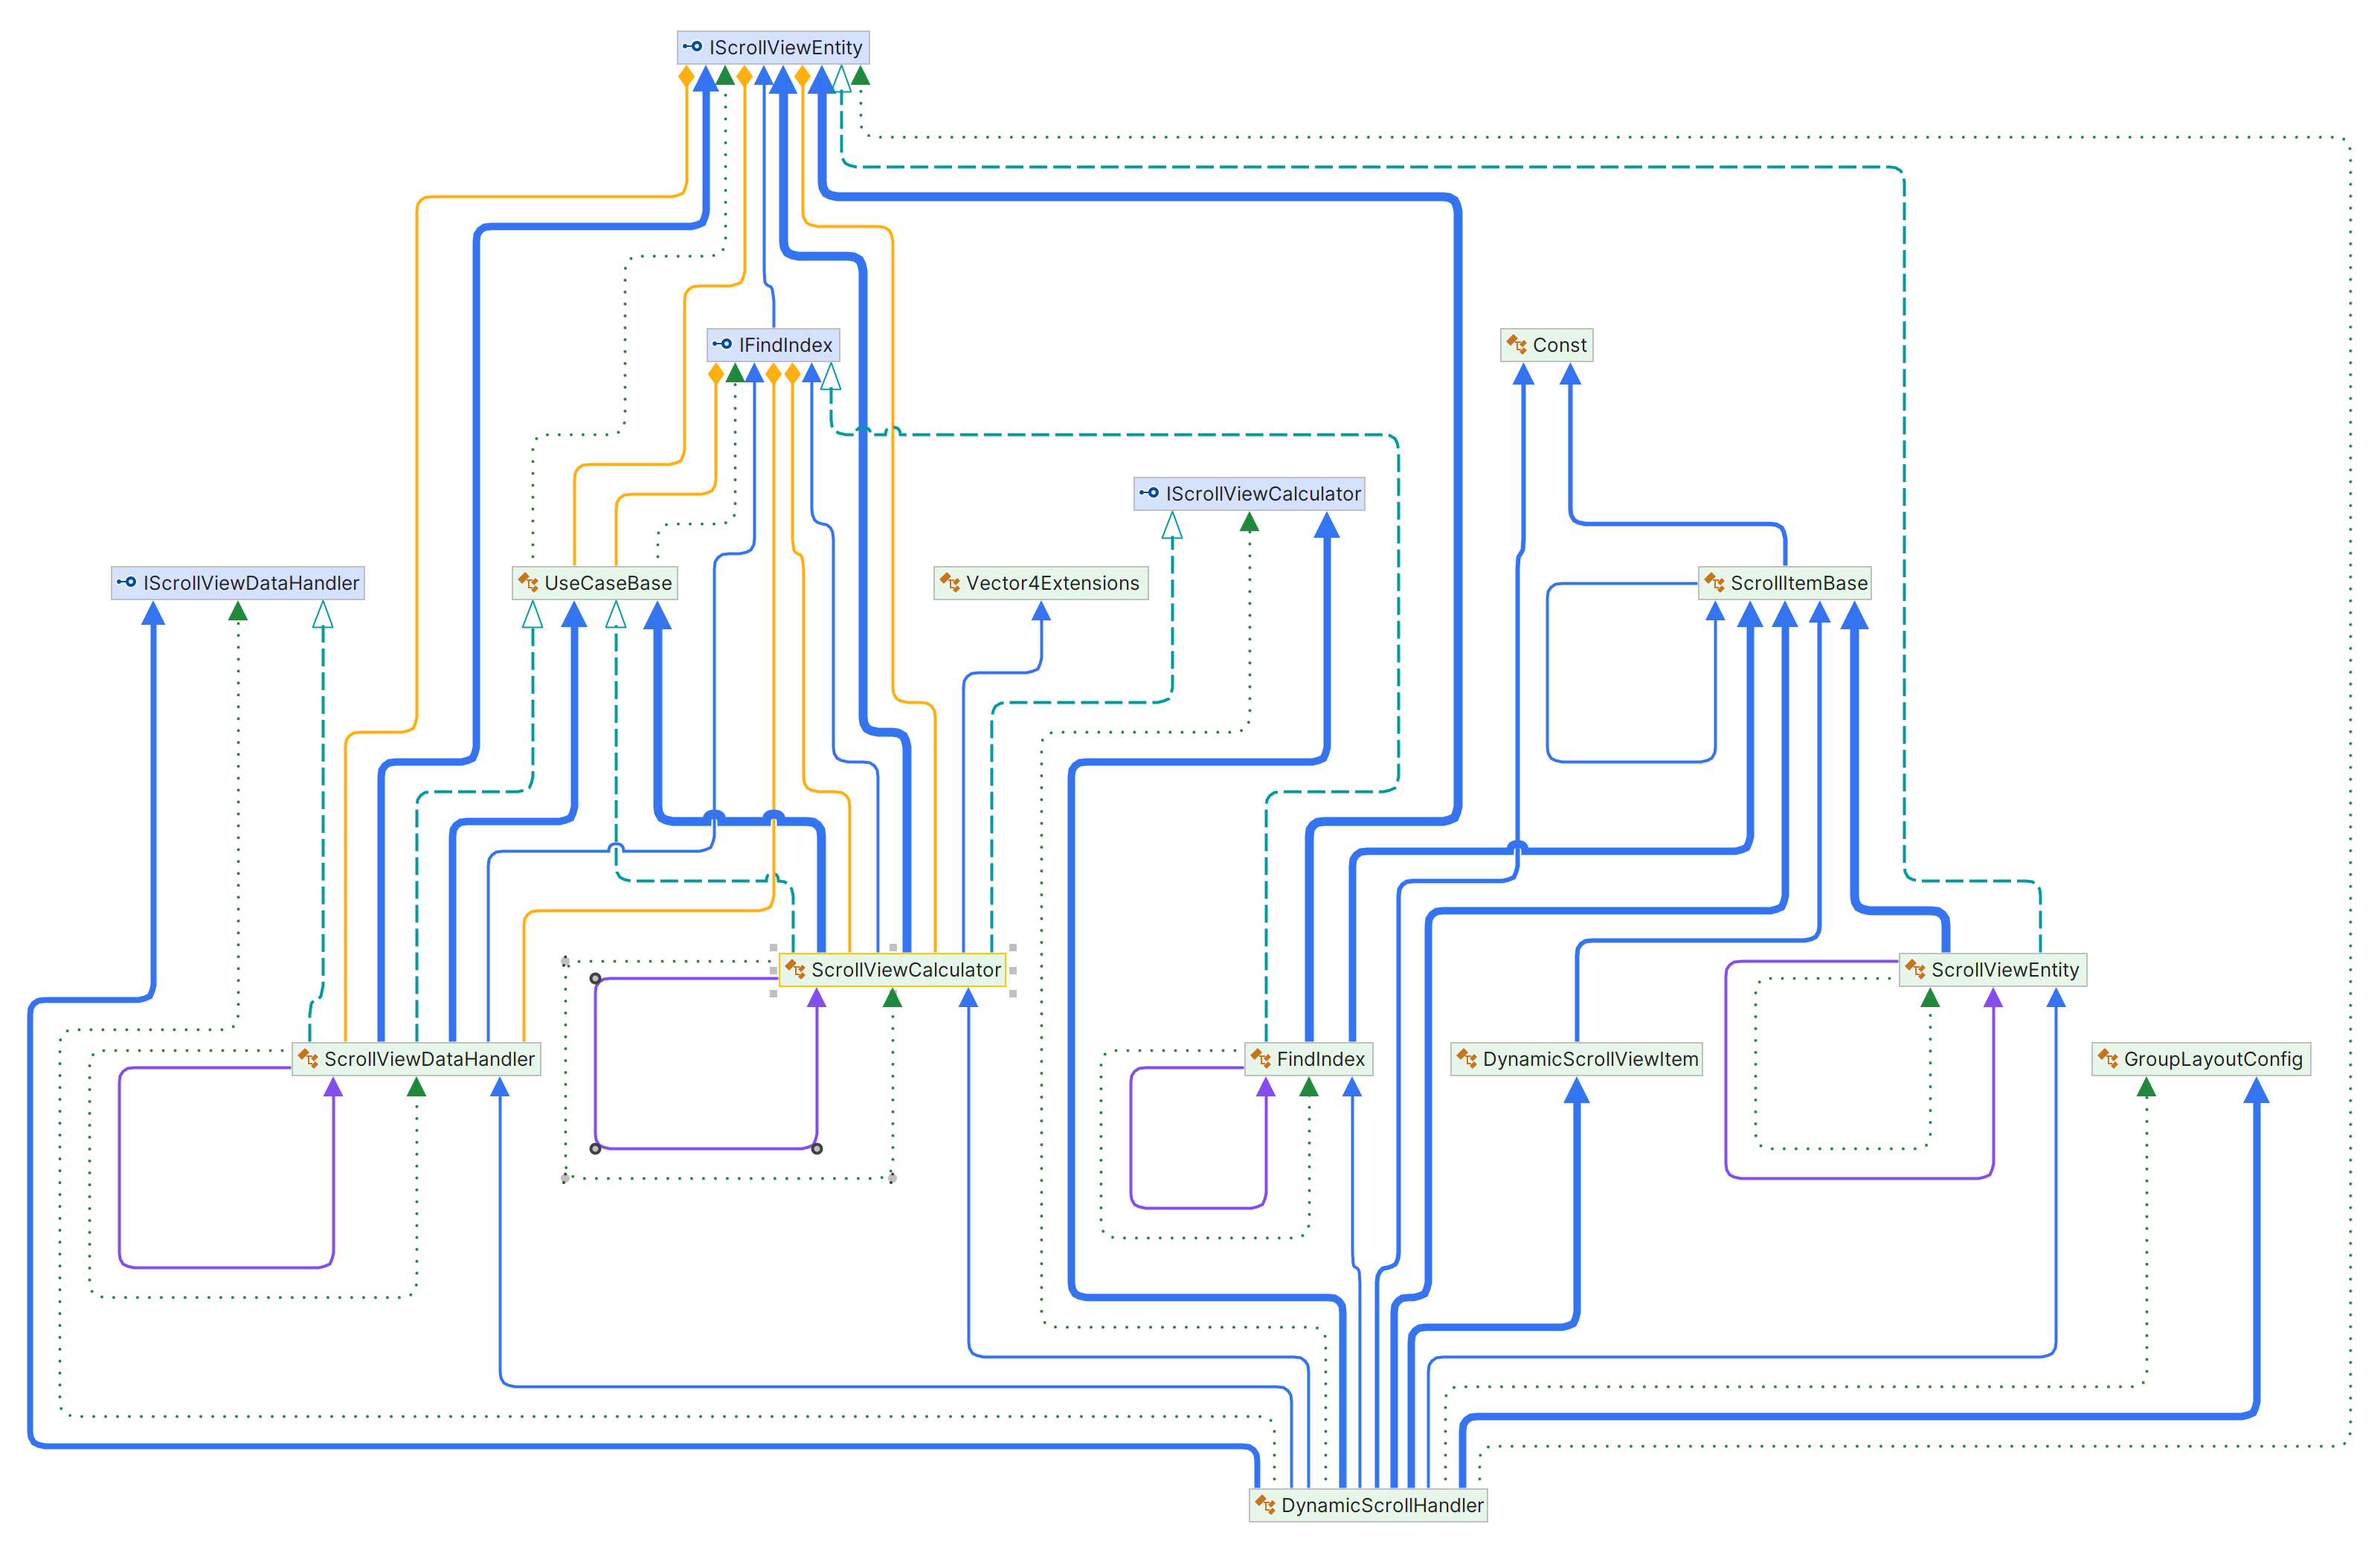 IScrollViewEntity
IFindIndex
Const
IScrollViewCalculator
IScrollViewDataHandler
UseCaseBase
Vector4Extensions
ScrollItemBase
ScrollViewCalculator
ScrollViewEntity
ScrollViewDataHandler
FindIndex
DynamicScrollViewItem
GroupLayoutConfig
DynamicScrollHandler